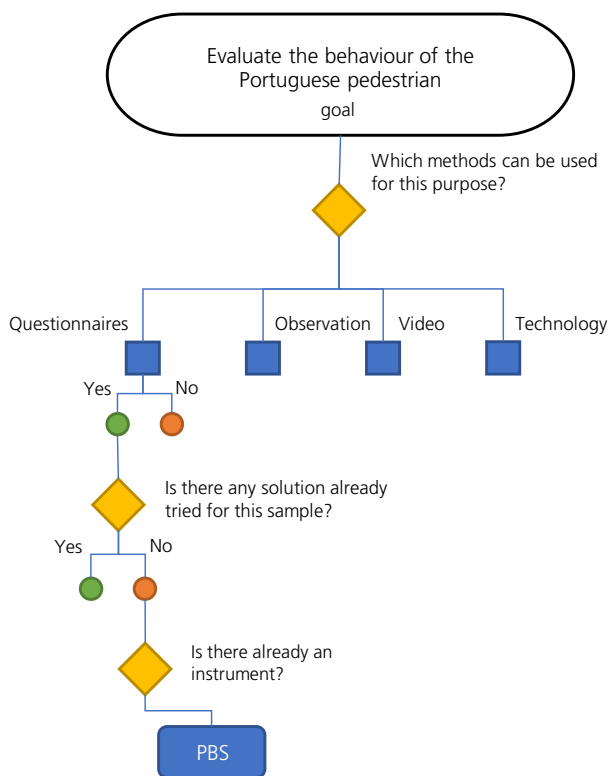 Evaluate the behaviour of the
Portuguese pedestrian
goal
Which methods can be used
for this purpose?
Questionnaires
Observation
Video
Technology
Yes
No
Is there any solution already
tried for this sample?
Yes
No
Is there already an
instrument?
PBS